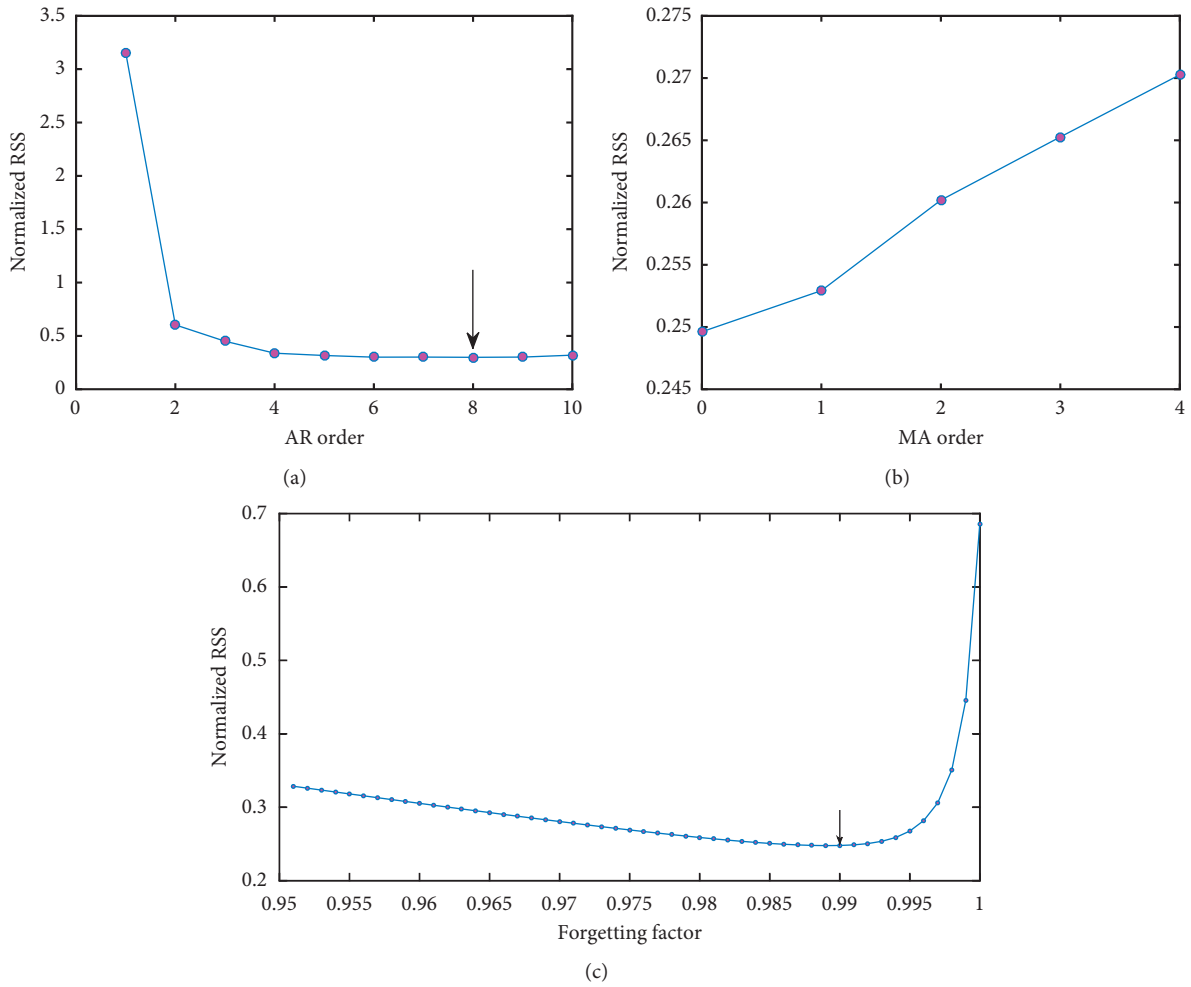 3.5
3
2.5
2
1.5
1
0.5
0
Normalized RSS
0 2 4 6 8 10
AR order
(a)
0.275
0.27
0.265
0.26
0.255
0.25
0.245
Normalized RSS
0 1 2 3 4
MA order
(b)
0.7
0.6
0.5
0.4
0.3
0.2
Normalized RSS
0.95 0.955 0.96 0.965 0.97 0.975 0.98 0.985 0.99 0.995 1
Forgetting factor
(c)